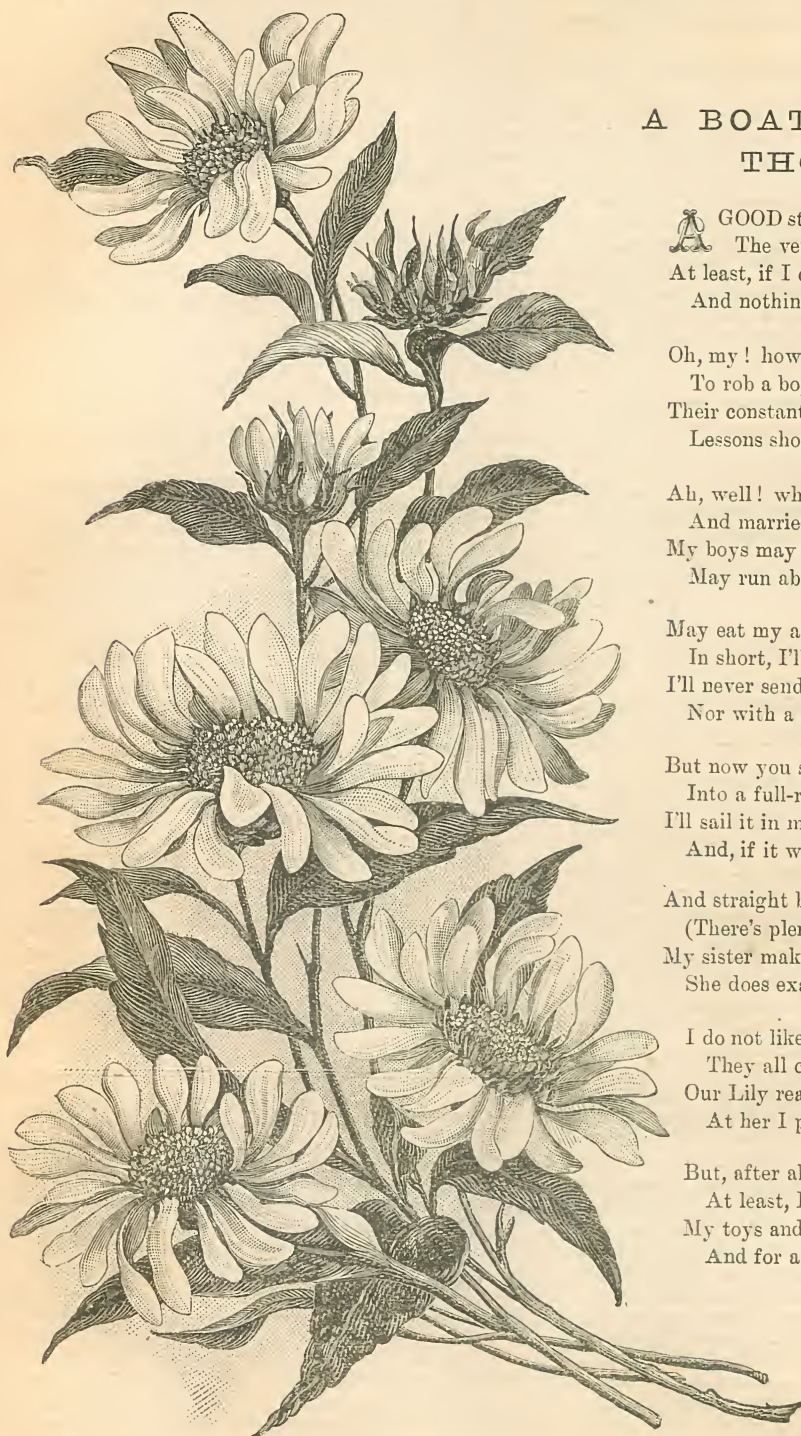 A BOAT
THO
A GOOD st
The ve
At least, if I c
And nothin
Oh, my! how
To rob a bo
Their constant
Lessons sho
Ah, well! wh
And marrie
My boys may
May run ab
May eat my a
In short, I'll
I'll never send
Nor with a
But now you s
Into a full-r
I'll sail it in m
And, if it w
And straight b
(There's plen
My sister mak
She does exa
I do not like
They all c
Our Lily rea
At her I p
But, after al
At least, I
My toys and
And for a